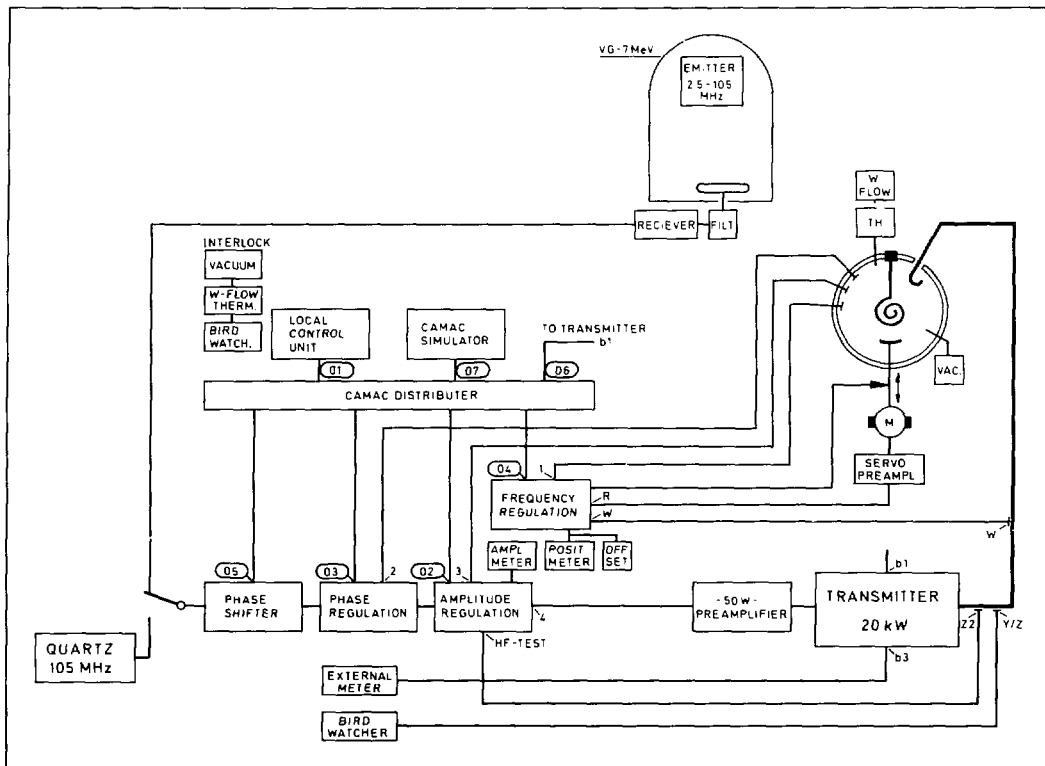 VG-7MeV
EMITTER
2.5-105
MHz
RECIEVER
FILT
W
FLOW
TH
INTERLOCK
VACUUM
W-FLOW
THERM.
BIRD
WATCH.
LOCAL
CONTROL
UNIT
CAMAC
SIMULATOR
TO TRANSMITTER
b1
VAC.
01
07
06
CAMAC DISTRIBUTER
M
SERVO
PREAMPL
04
1
FREQUENCY
REGULATION
R
W
W
AMPL
METER
POSIT
METER
OFF
SET
05
03
2
02
3
b1
PHASE
SHIFTER
PHASE
REGULATION
AMPLITUDE
REGULATION
4
-50W-
PREAMPLIFIER
TRANSMITTER
20 kW
Z2
Y/Z
HF-TEST
b3
QUARTZ
105 MHz
EXTERNAL
METER
BIRD
WATCHER